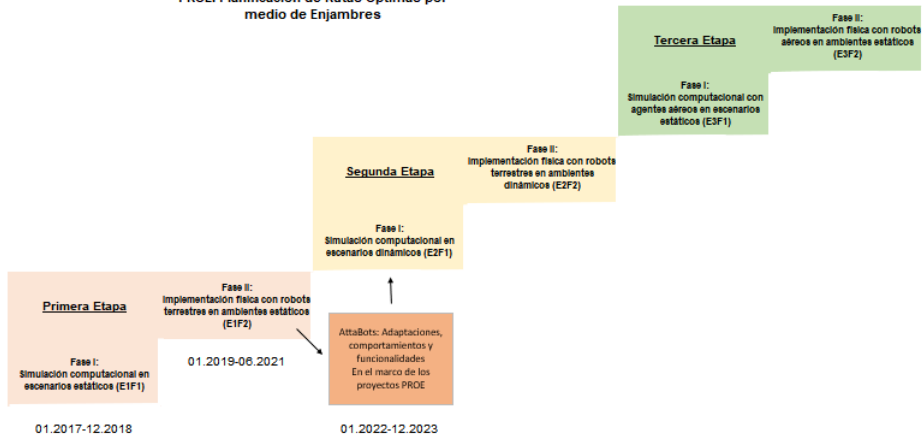 medio de Enjambres
Primera Etapa
Fase I:
Simulación computacional en
escenarios estáticos (E1F1)
01.2017-12.2018
Fase II:
Implementación física con robots
terrestres en ambientes estáticos
(E1F2)
01.2019-06.2021
AttaBots: Adaptaciones,
comportamientos y
funcionalidades
En el marco de los
proyectos PROE
01.2022-12.2023
Segunda Etapa
Fase I:
Simulación computacional en
escenarios dinámicos (E2F1)
Fase II:
Implementación física con robots
terrestres en ambientes
dinámicos (E2F2)
Tercera Etapa
Fase I:
Simulación computacional con
agentes aéreos en escenarios
estáticos (E3F1)
Fase II:
Implementación física con robots
aéreos en ambientes estáticos
(E3F2)